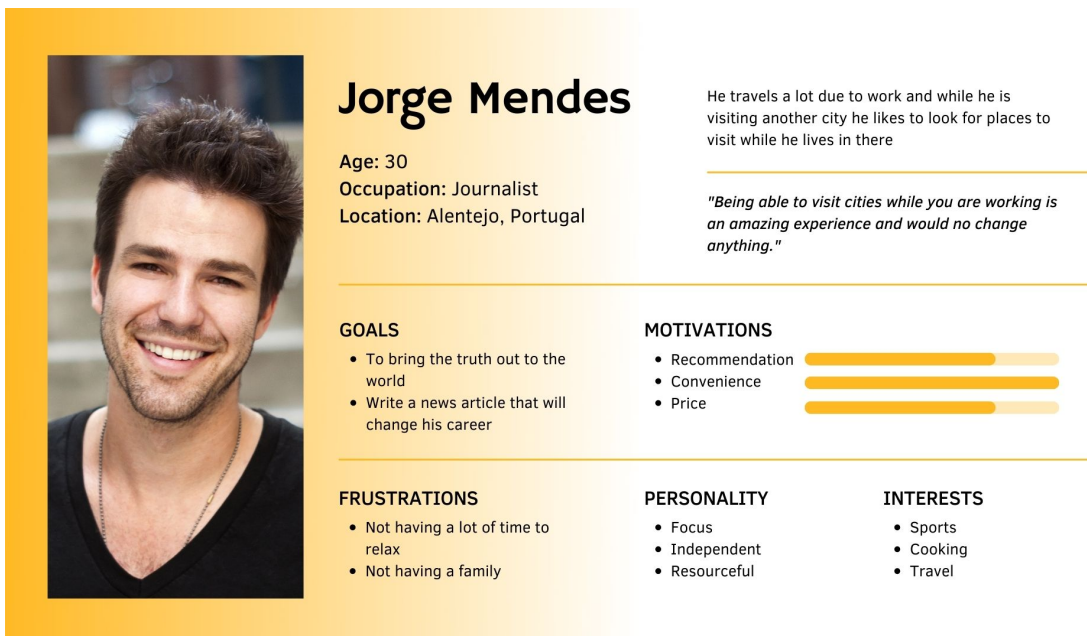 Jorge Mendes
Age: 30
Occupation: Journalist
Location: Alentejo, Portugal
He travels a lot due to work and while he is
visiting another city he likes to look for places to
visit while he lives in there
"Being able to visit cities while you are working is
an amazing experience and would no change
anything."
GOALS
• To bring the truth out to the
world
• Write a news article that will
change his career
MOTIVATIONS
• Recommendation
• Convenience
• Price
FRUSTRATIONS
• Not having a lot of time to
relax
• Not having a family
PERSONALITY
• Focus
• Independent
• Resourceful
INTERESTS
• Sports
• Cooking
• Travel